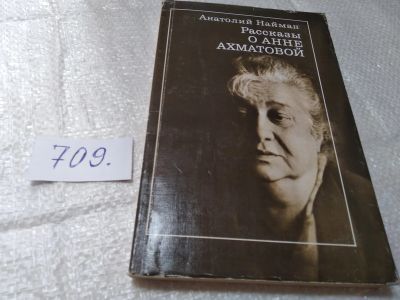 Анатолий Найман
Рассказы
О АННЕ
АХМАТОВОЙ
709.